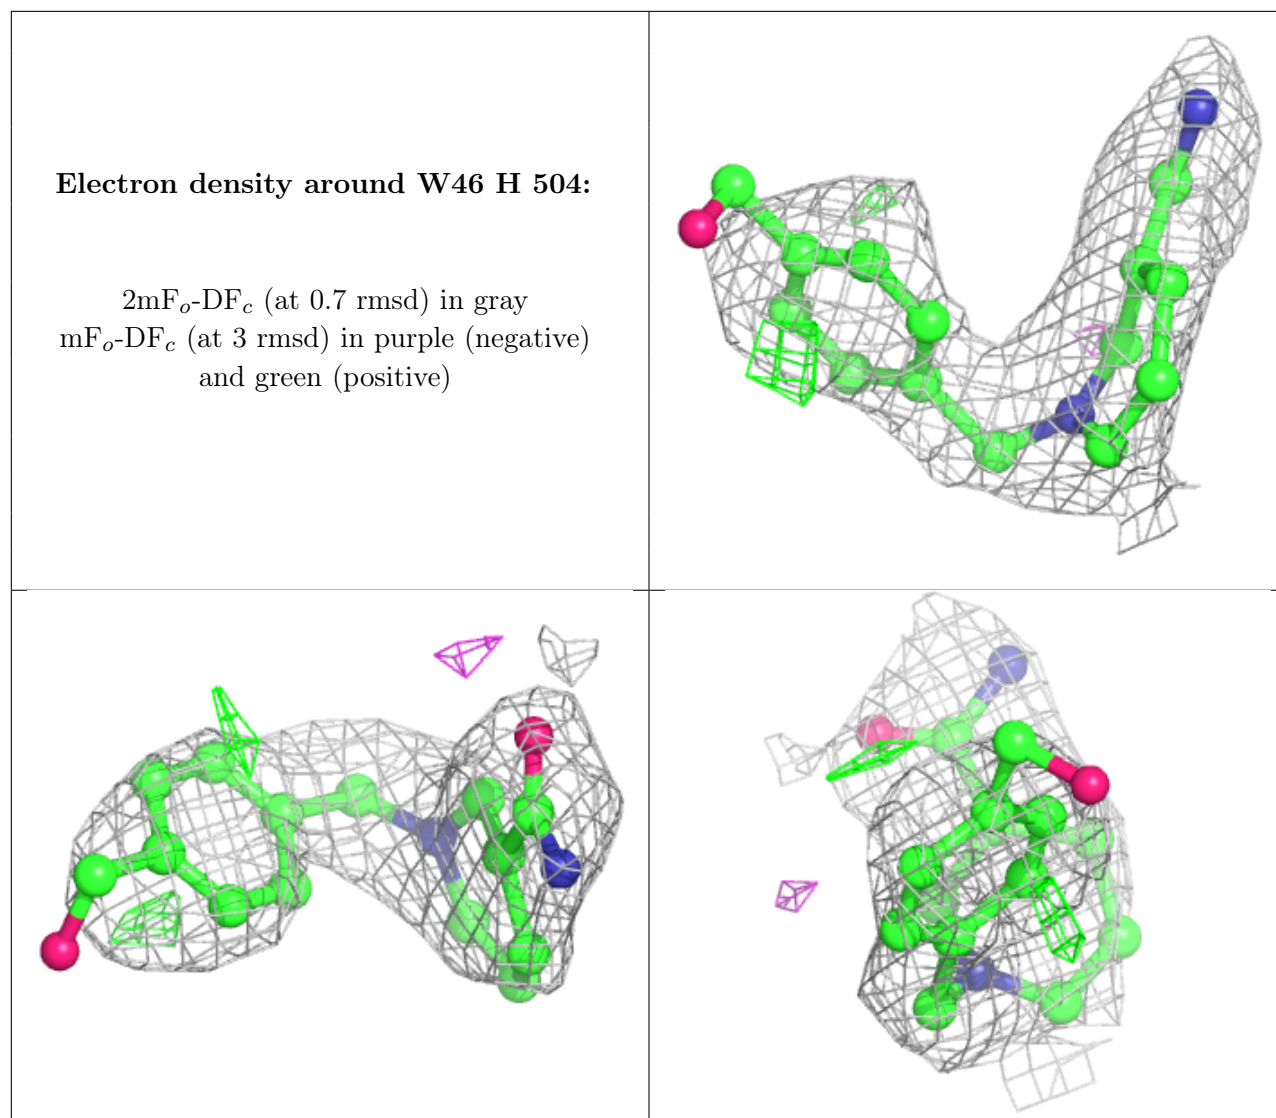 Electron density around W46 H 504:
2mFo-DFc (at 0.7 rmsd) in gray
mFo-DFc (at 3 rmsd) in purple (negative)
and green (positive)